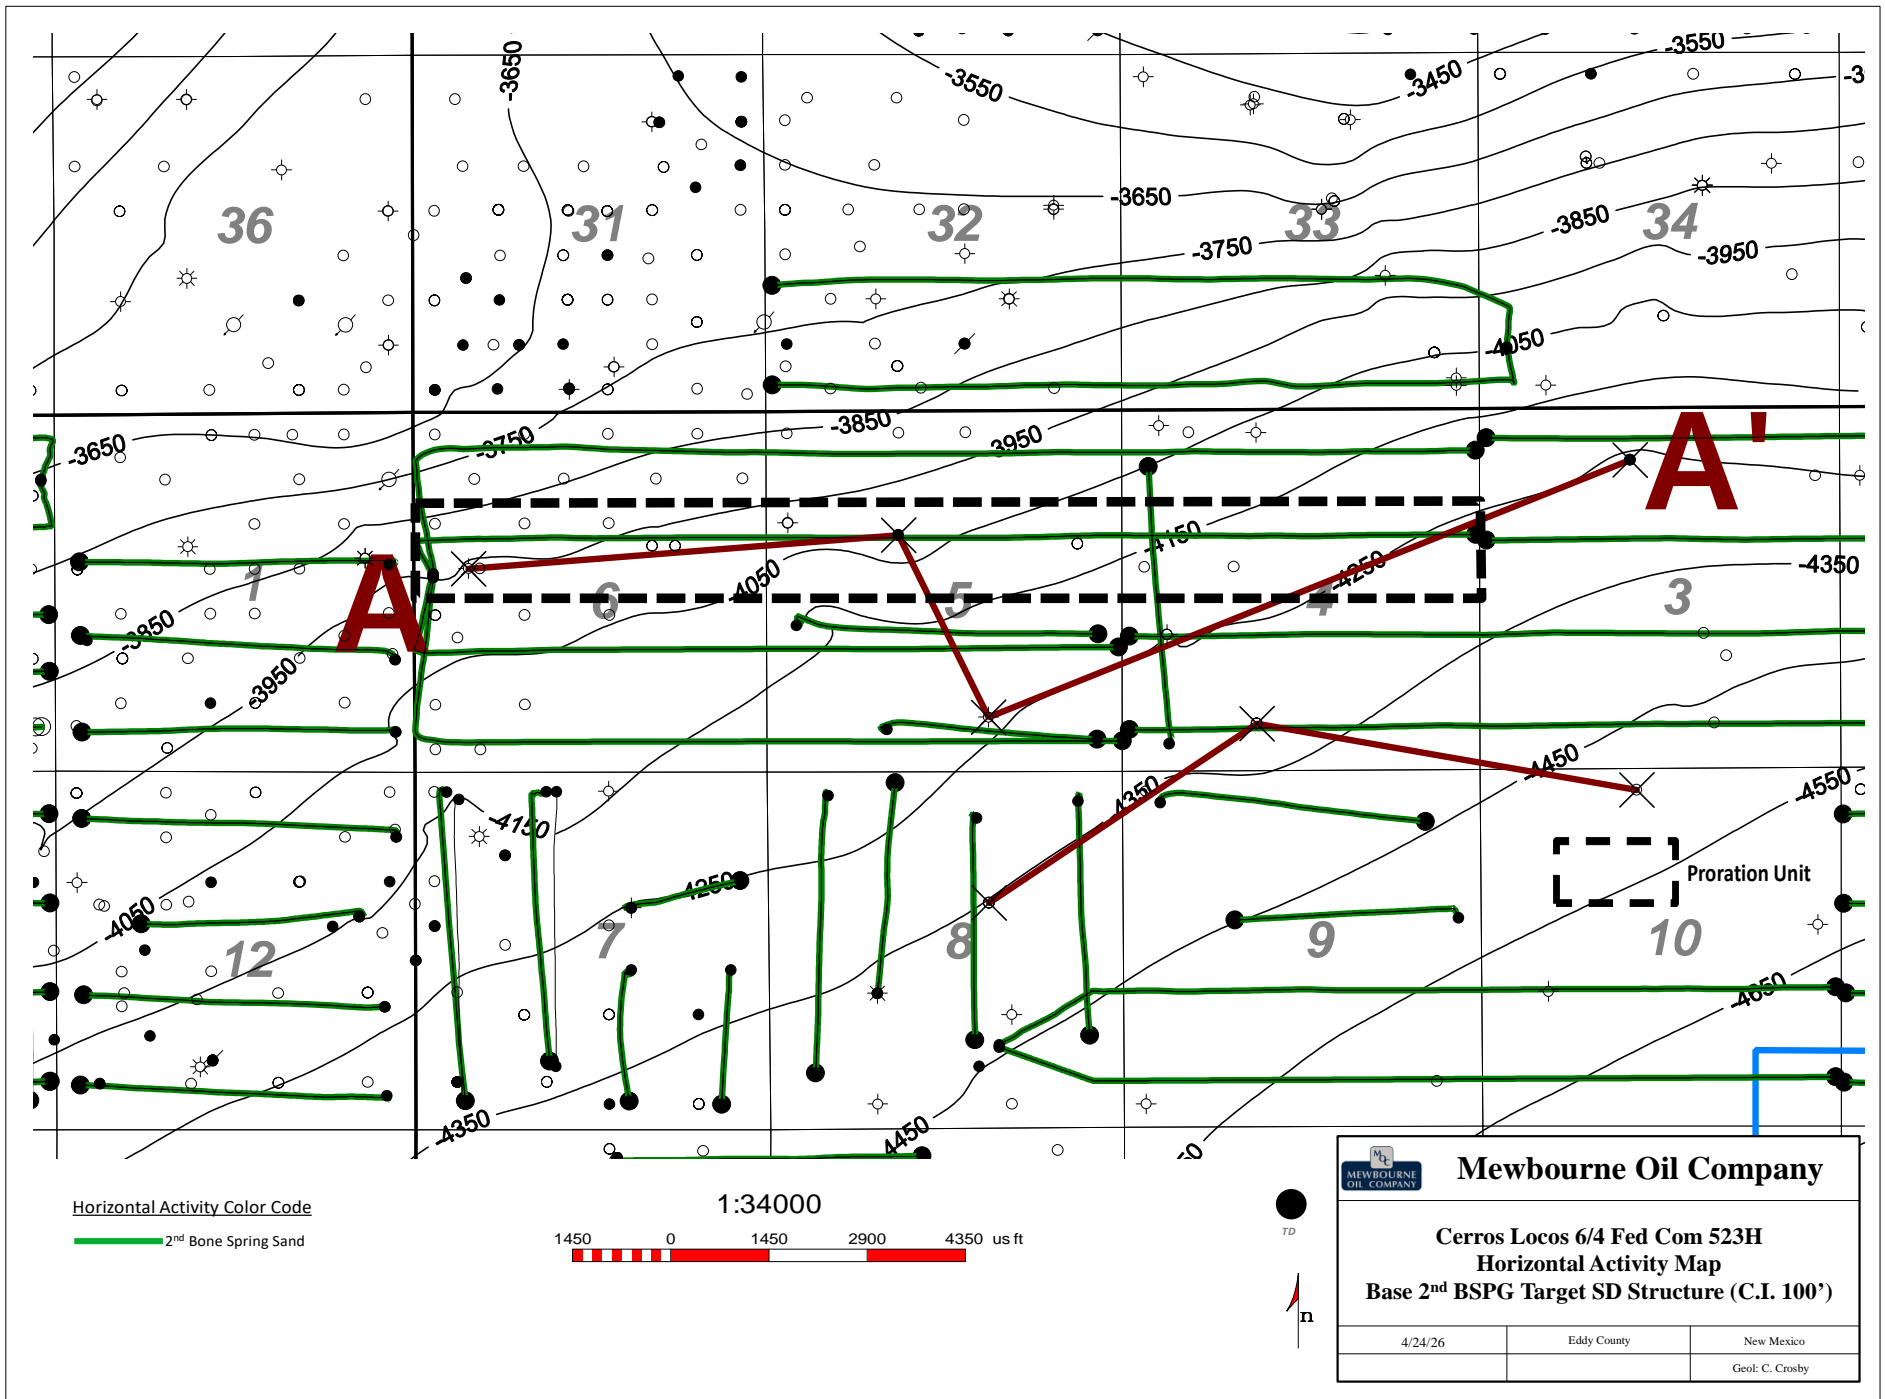 -3650
-3550
-3450
-3550
-3
-3650
-3750
-3850
-3950
36
31
32
33
34
-4050
-3650
-3750
-3850
3950
A'
-4150
-4250
-4350
-4050
1
A
6
5
4
3
-3850
-3950
-4450
-4550
-4150
4350
Proration Unit
4250
-4050
12
7
8
9
10
-4650
-4350
4450
50
Horizontal Activity Color Code
2nd Bone Spring Sand
1:34000
1450 0 1450 2900 4350 us ft
TD
n
MOC
MEWBOURNE
OIL COMPANY
Mewbourne Oil Company
Cerros Locos 6/4 Fed Com 523H
Horizontal Activity Map
Base 2nd BSPG Target SD Structure (C.I. 100')
4/24/26 Eddy County New Mexico
Geol: C. Crosby